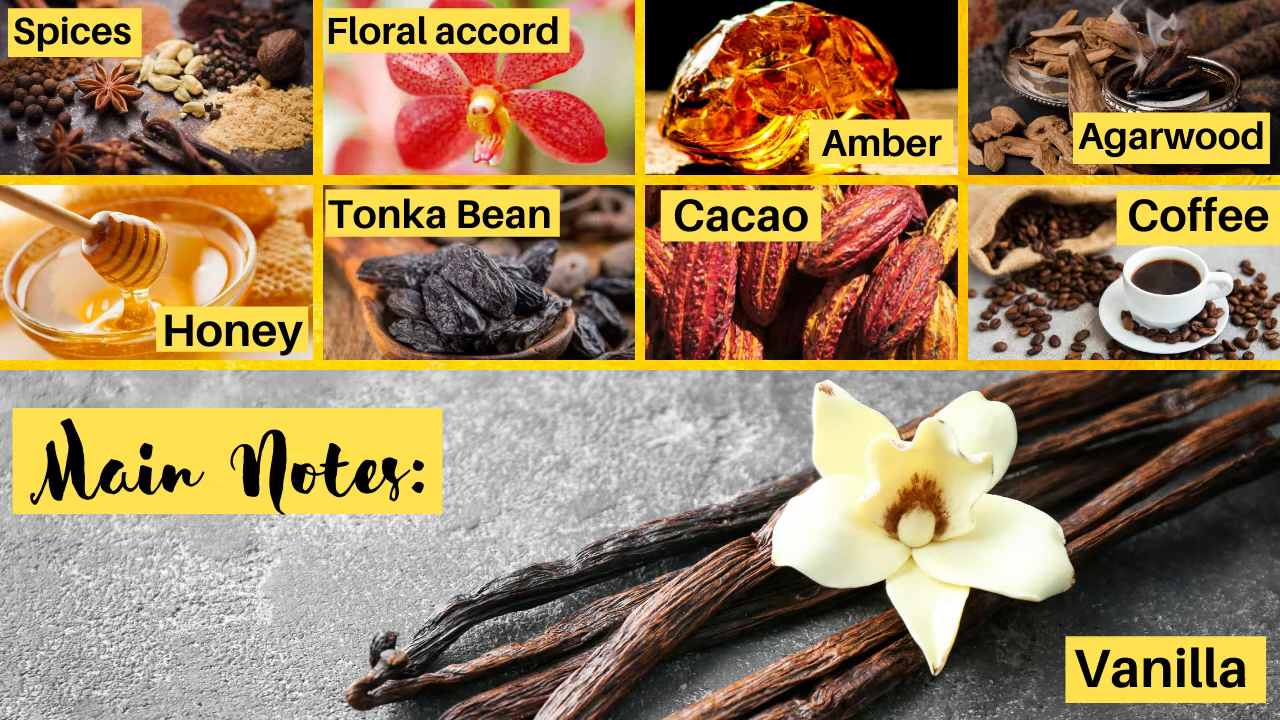 Spices
Floral accord
Amber
Agarwood
Honey
Tonka Bean
Cacao
Coffee
Main Notes:
Vanilla